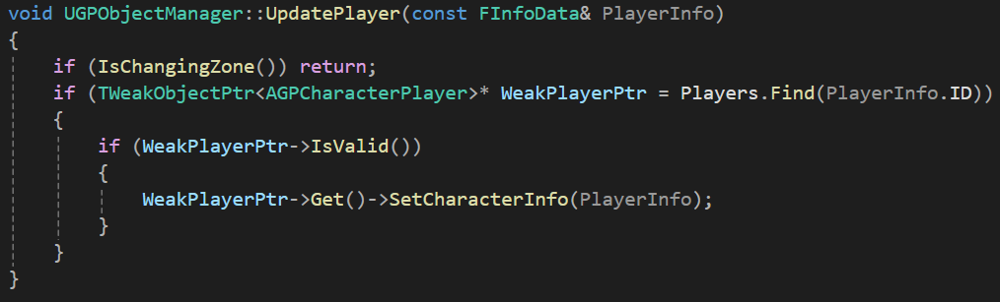 void UGPObjectManager::UpdatePlayer(const FInfoData& PlayerInfo)
{
    if (IsChangingZone()) return;
    if (TWeakObjectPtr<AGPCharacterPlayer>* WeakPlayerPtr = Players.Find(PlayerInfo.ID))
    {
        if (WeakPlayerPtr->IsValid())
        {
            WeakPlayerPtr->Get()->SetCharacterInfo(PlayerInfo);
        }
    }
}